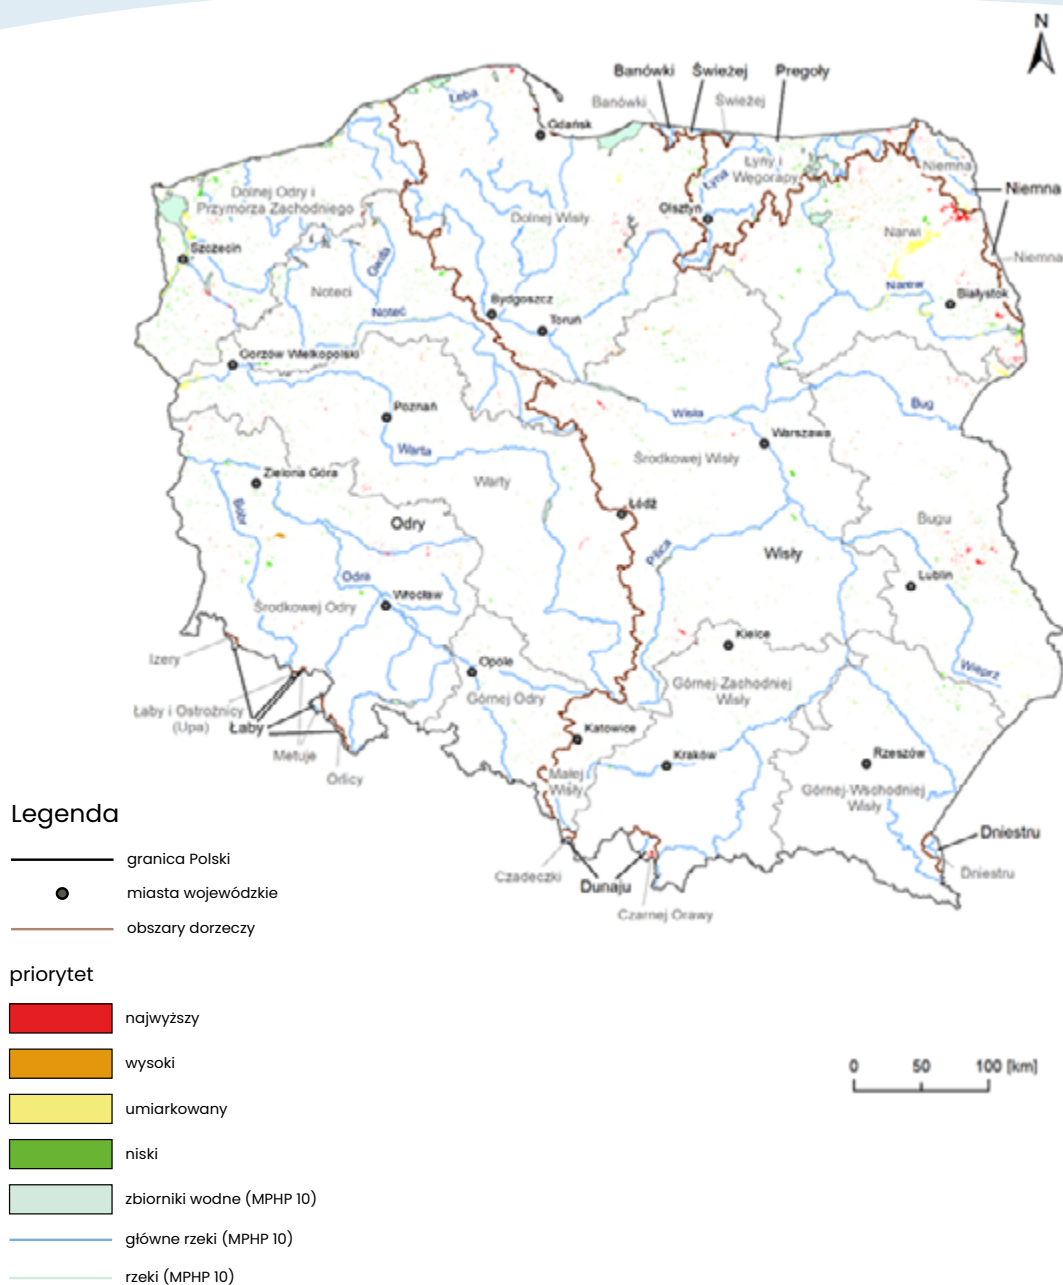 N
Banówki
Świeżej
Pregoły
Banówki
Świeżej
Łeba
Gdańsk
Łyny i
Węgorapy
Niemna
Łyna
Niemna
Dolnej Odry i
Przymorza Zachodniego
Dolnej Wisły
Olsztyn
Narwi
Szczecin
Gwda
Niemna
Noteci
Narew
Białystok
Bydgoszcz
Noteć
Toruń
Gorzów Wielkopolski
Poznań
Wisła
Bug
Warszawa
Warta
Środkowej Wisły
Zielona Góra
Warty
Bóbr
Łódź
Odry
Bugu
Pilica
Wisły
Odra
Lublin
Wrocław
Środkowej Odry
Kielce
Izery
Opole
Wieprz
Górnej Odry
Górnej-Zachodniej
Wisły
Łaby i Ostrożnicy
(Upa)
Łaby
Katowice
Metuje
Kraków
Rzeszów
Orlicy
Małej
Wisły
Górnej-Wschodniej
Wisły
Dniestru
Czadeczki
Dunaju
Dniestru
Czarnej Orawy
Legenda
granica Polski
miasta wojewódzkie
obszary dorzeczy
priorytet
najwyższy
wysoki
umiarkowany
niski
zbiorniki wodne (MPHP 10)
główne rzeki (MPHP 10)
rzeki (MPHP 10)
0 50 100 [km]